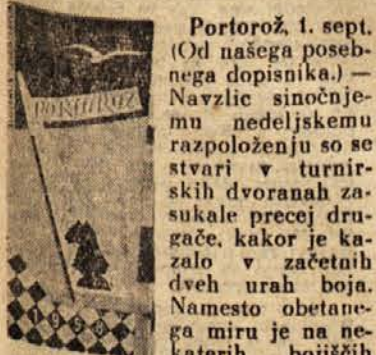 PORTOROŽ
1958
Portorož, 1. sept.
(Od našega poseb-
nega dopisnika.) —
Navzlic sinočnje-
mu nedeljskemu
razpoloženju so se
stvari v turnir-
skih dvoranah za-
sukale precej dru-
gače, kakor je ka-
zalo v začetnih
dveh urah boja.
Namesto obetane-
ga miru je na ne-
katerih bojiščih